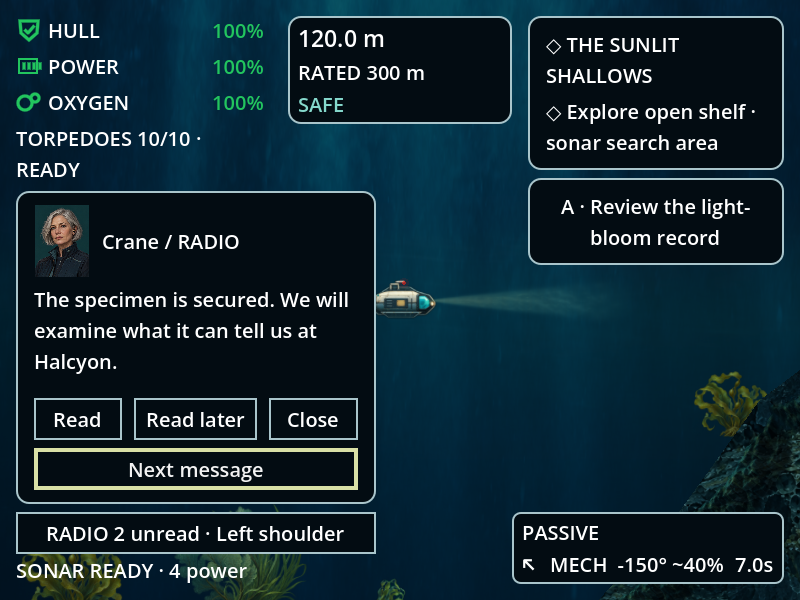 HULL 100%
POWER 100%
OXYGEN 100%
TORPEDOES 10/10 ·
READY
120.0 m
RATED 300 m
SAFE
◇ THE SUNLIT
SHALLOWS
◇ Explore open shelf ·
sonar search area
A · Review the light-
bloom record
Crane / RADIO
The specimen is secured. We will
examine what it can tell us at
Halcyon.
Read Read later Close
Next message
RADIO 2 unread · Left shoulder
SONAR READY · 4 power
PASSIVE
↖ MECH -150° ~40% 7.0s